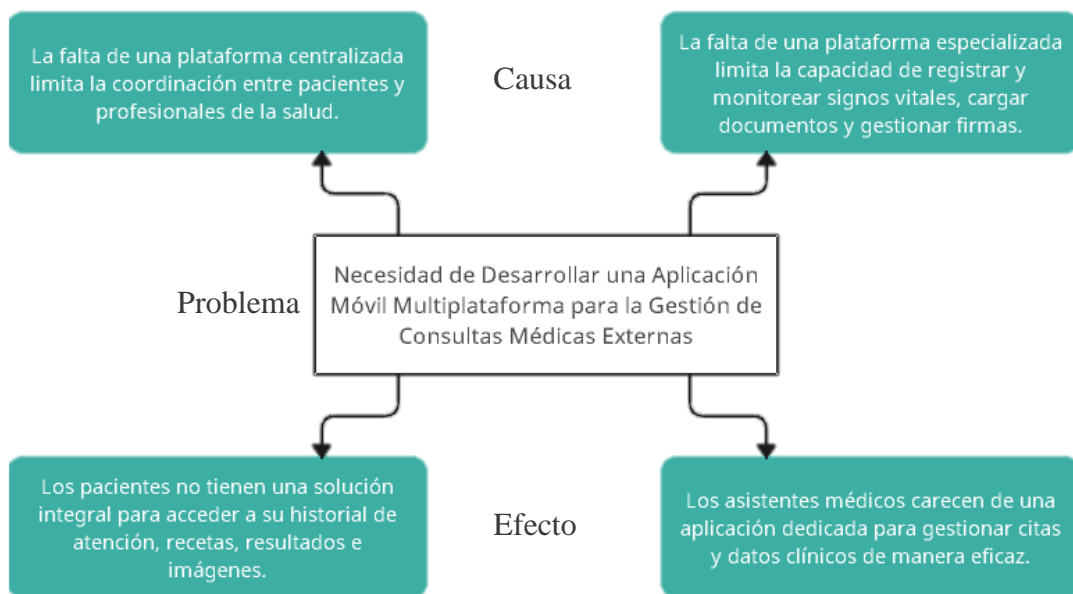 La falta de una plataforma centralizada
limita la coordinación entre pacientes y
profesionales de la salud.
Causa
La falta de una plataforma especializada
limita la capacidad de registrar y
monitorear signos vitales, cargar
documentos y gestionar firmas.
Problema
Necesidad de Desarrollar una Aplicación
Móvil Multiplataforma para la Gestión de
Consultas Médicas Externas
Los pacientes no tienen una solución
integral para acceder a su historial de
atención, recetas, resultados e
imágenes.
Efecto
Los asistentes médicos carecen de una
aplicación dedicada para gestionar citas
y datos clínicos de manera eficaz.